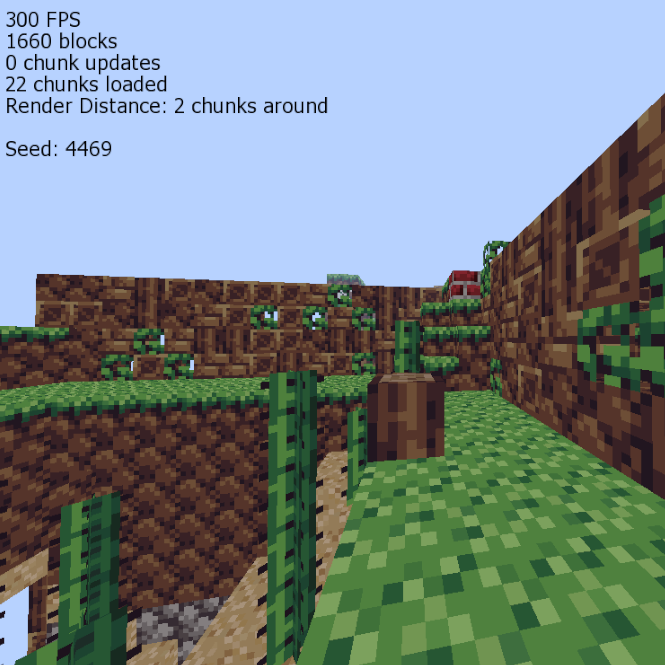 300 FPS
1660 blocks
0 chunk updates
22 chunks loaded
Render Distance: 2 chunks around
Seed: 4469